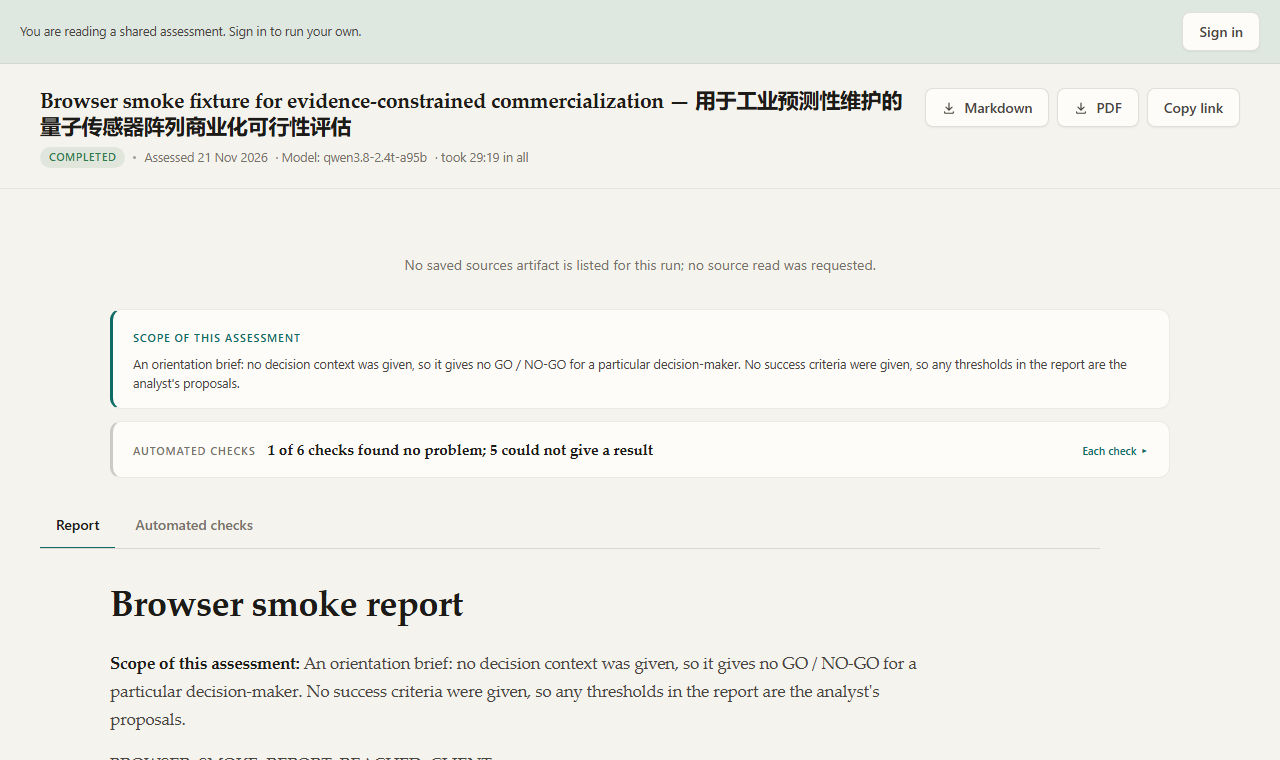 You are reading a shared assessment. Sign in to run your own.
Sign in
Browser smoke fixture for evidence-constrained commercialization — 用于工业预测性维护的
量子传感器阵列商业化可行性评估
Markdown
PDF
Copy link
COMPLETED • Assessed 21 Nov 2026 · Model: qwen3.8-2.4t-a95b · took 29:19 in all
No saved sources artifact is listed for this run; no source read was requested.
SCOPE OF THIS ASSESSMENT
An orientation brief: no decision context was given, so it gives no GO / NO-GO for a particular decision-maker. No success criteria were given, so any thresholds in the report are the
analyst's proposals.
AUTOMATED CHECKS 1 of 6 checks found no problem; 5 could not give a result
Each check ▸
Report
Automated checks
Browser smoke report
Scope of this assessment: An orientation brief: no decision context was given, so it gives no GO / NO-GO for a
particular decision-maker. No success criteria were given, so any thresholds in the report are the analyst's
proposals.
BROWSER_SMOKE_REPORT_REACHED_CLIENT